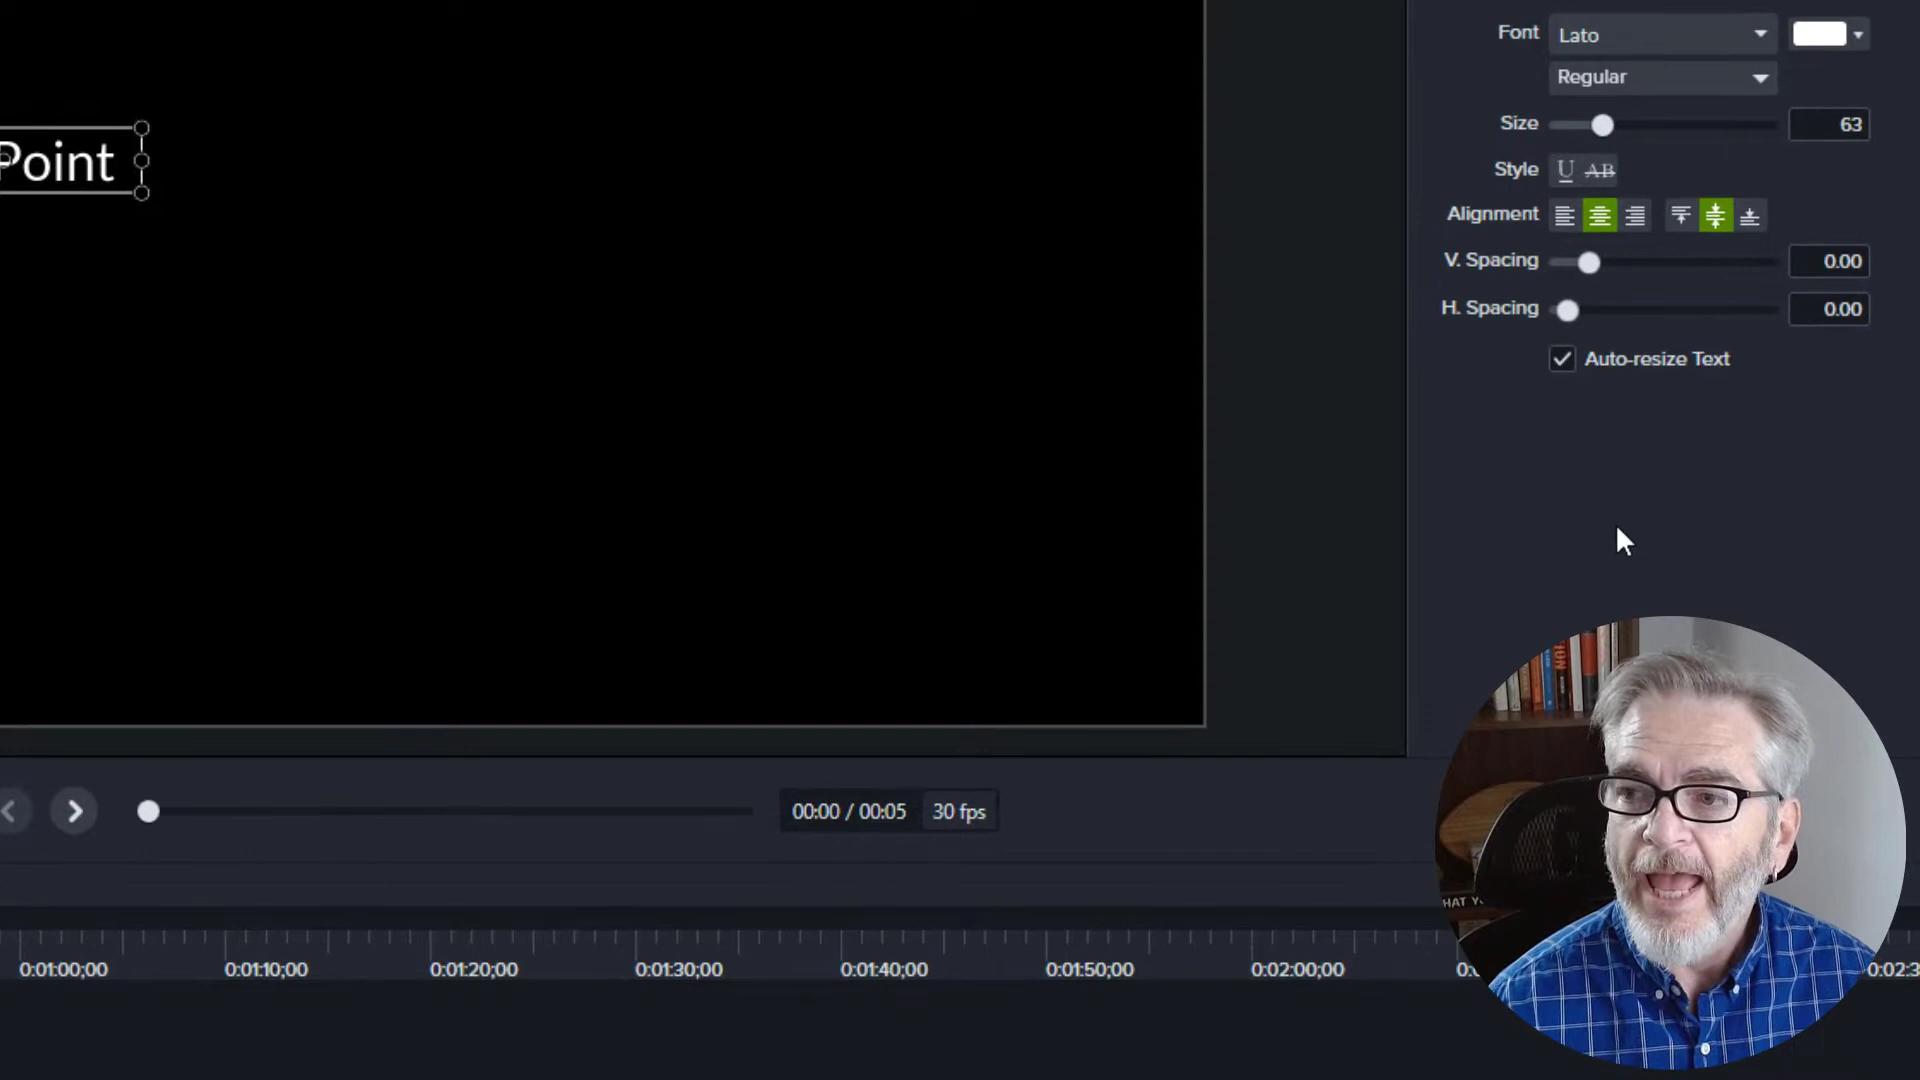 Font Lato
Regular
Size 63
Style U AB
Point
Alignment
V. Spacing 0.00
H. Spacing 0.00
Auto-resize Text
00:00 / 00:05 30 fps
HAT
0:01:00;00 0:01:10;00 0:01:20;00 0:01:30;00 0:01:40;00 0:01:50;00 0:02:00;00